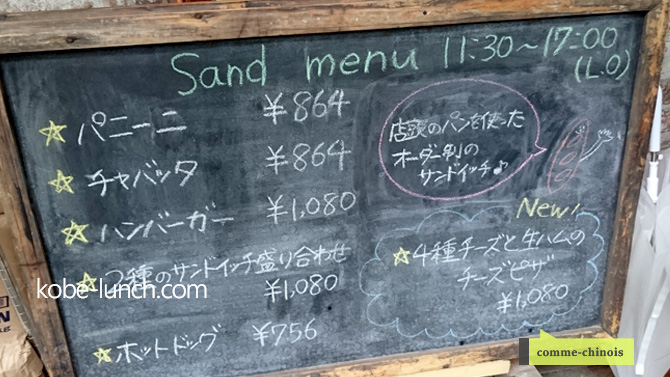 Sand menu 11:30~17:00
(L.O)
☆パニーニ ¥864
☆チャバッタ ¥864
☆ハンバーガー ¥1,080
☆2種のサンドイッチ盛り合わせ
¥1,080
☆ホットドッグ ¥756
店頭のパンを使った
オーダー制の
サンドイッチ♪
New!
☆4種チーズと生ハムの
チーズピザ
¥1,080
kobe-lunch.com
comme-chinois